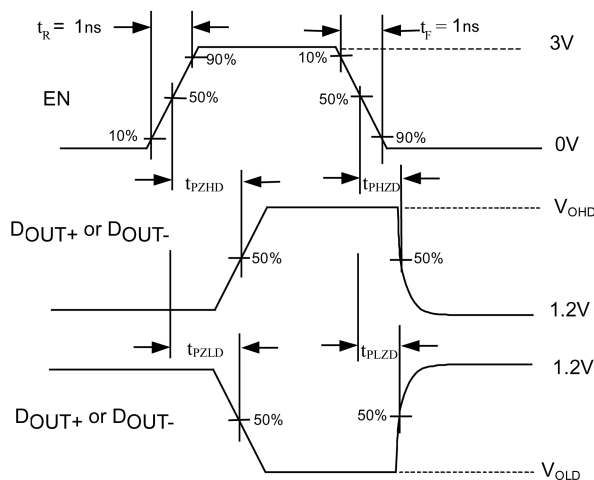 tR = 1ns
tF = 1ns
3V
90%
10%
EN
50%
50%
10%
90%
0V
tPZHD
tPHZD
VOHD
DOUT+ or DOUT-
50%
50%
1.2V
tPZLD
tPLZD
1.2V
DOUT+ or DOUT-
50%
50%
VOLD